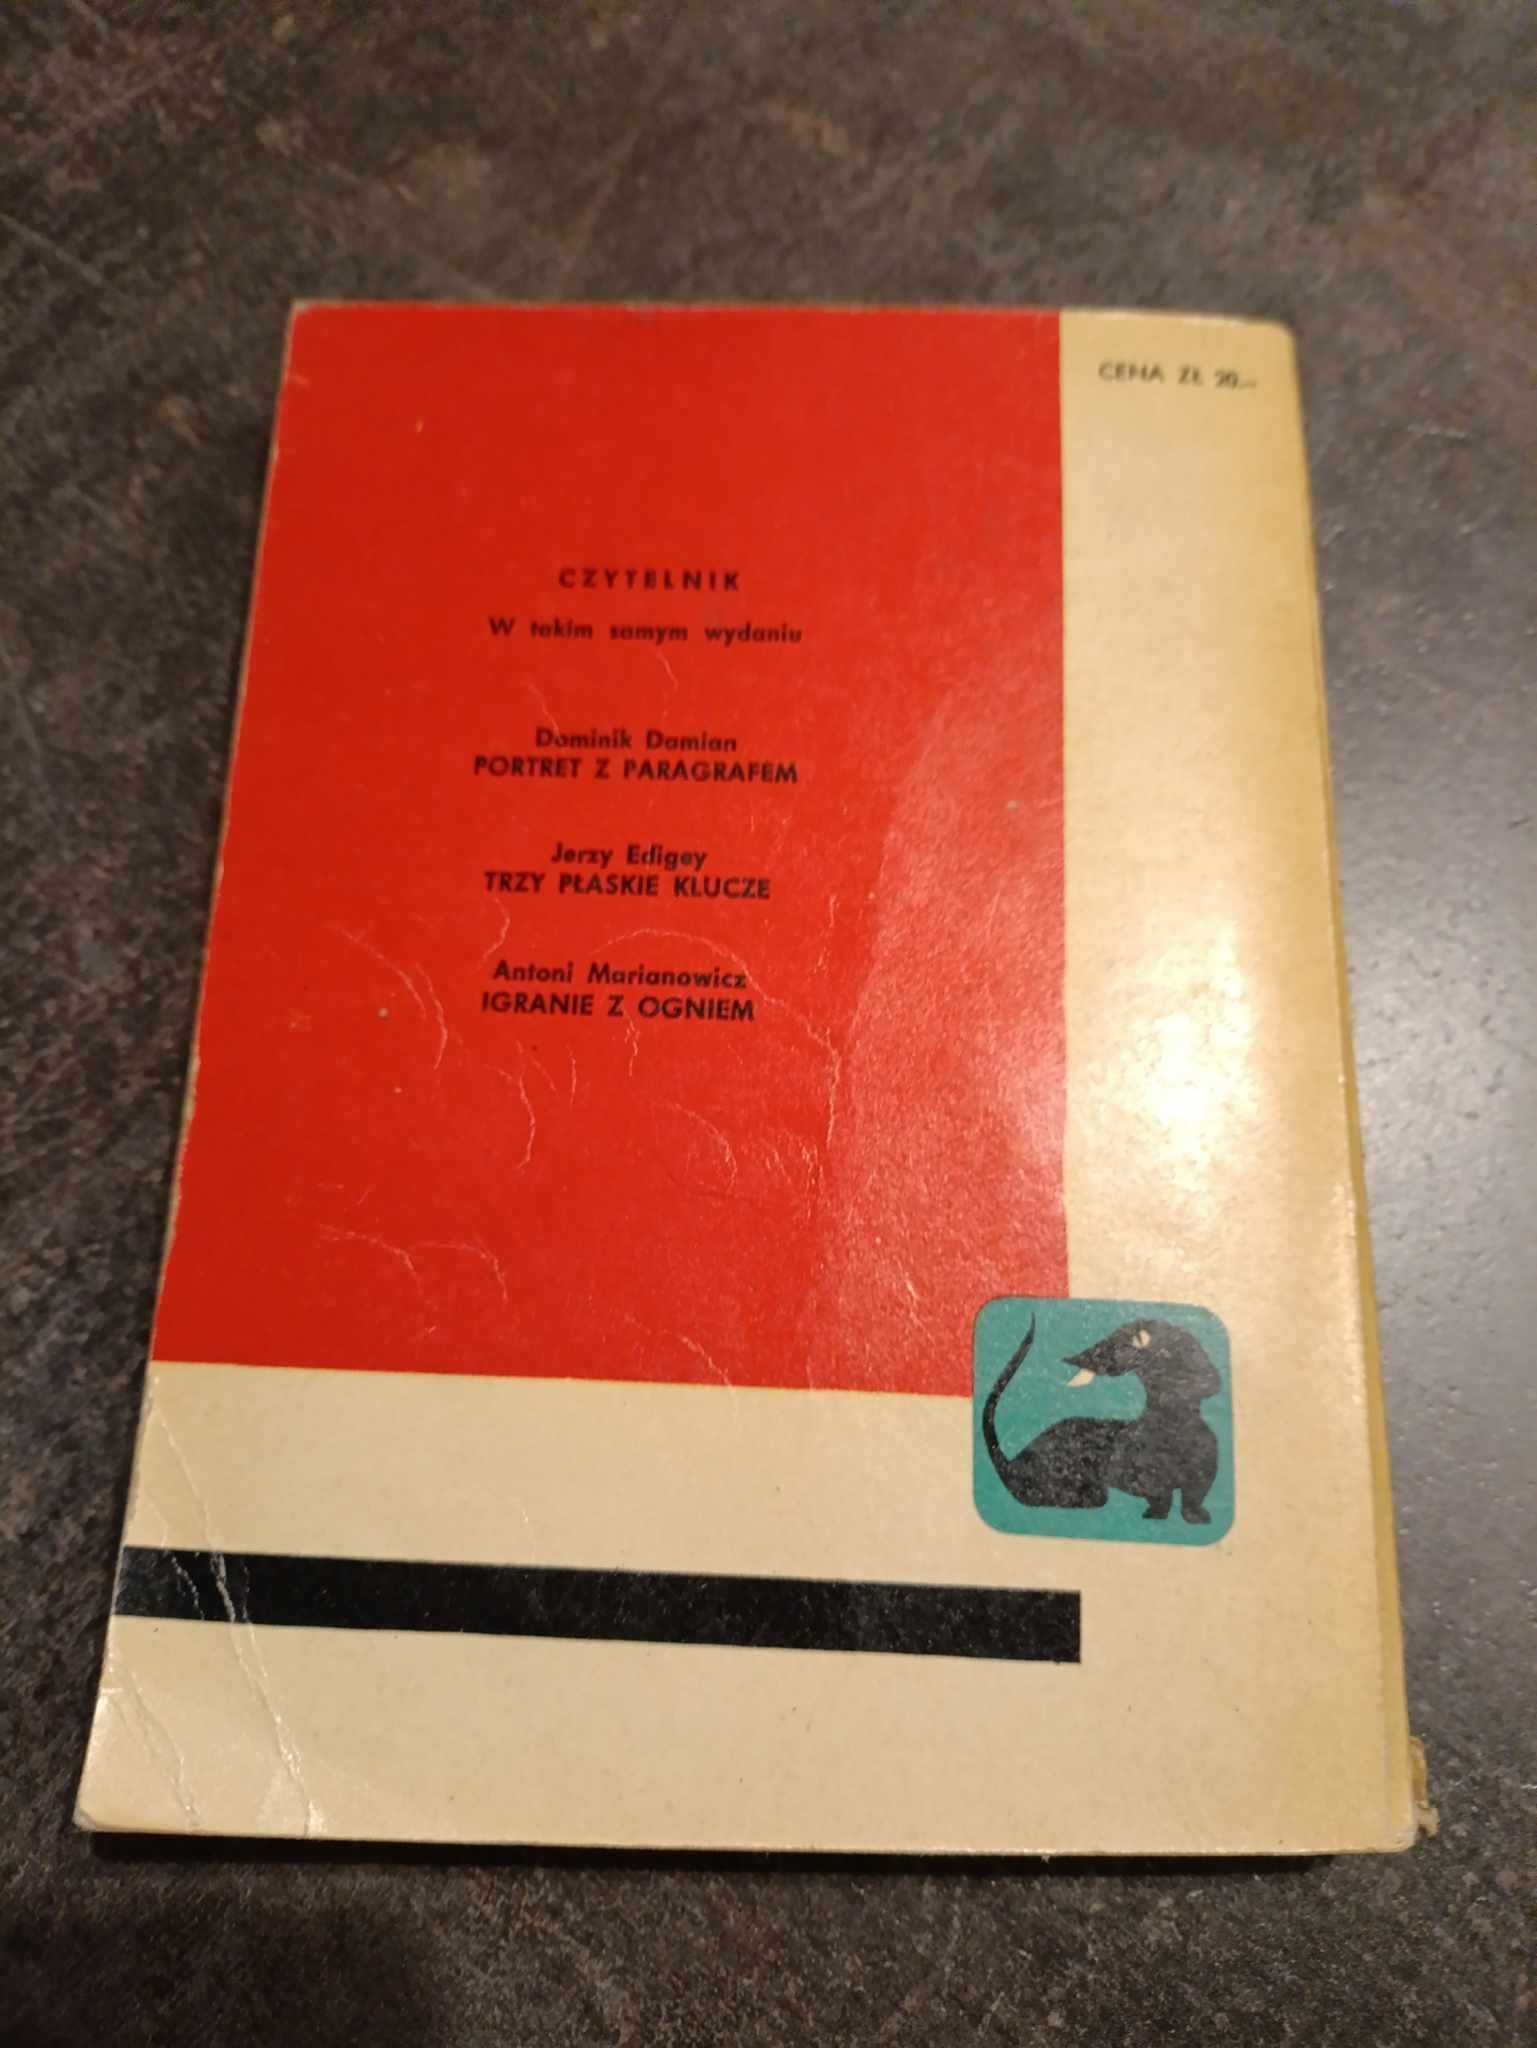 CENA ZŁ 20.—
CZYTELNIK
W takim samym wydaniu
Dominik Damian
PORTRET Z PARAGRAFEM
Jerzy Edigey
TRZY PŁASKIE KLUCZE
Antoni Marianowicz
IGRANIE Z OGNIEM